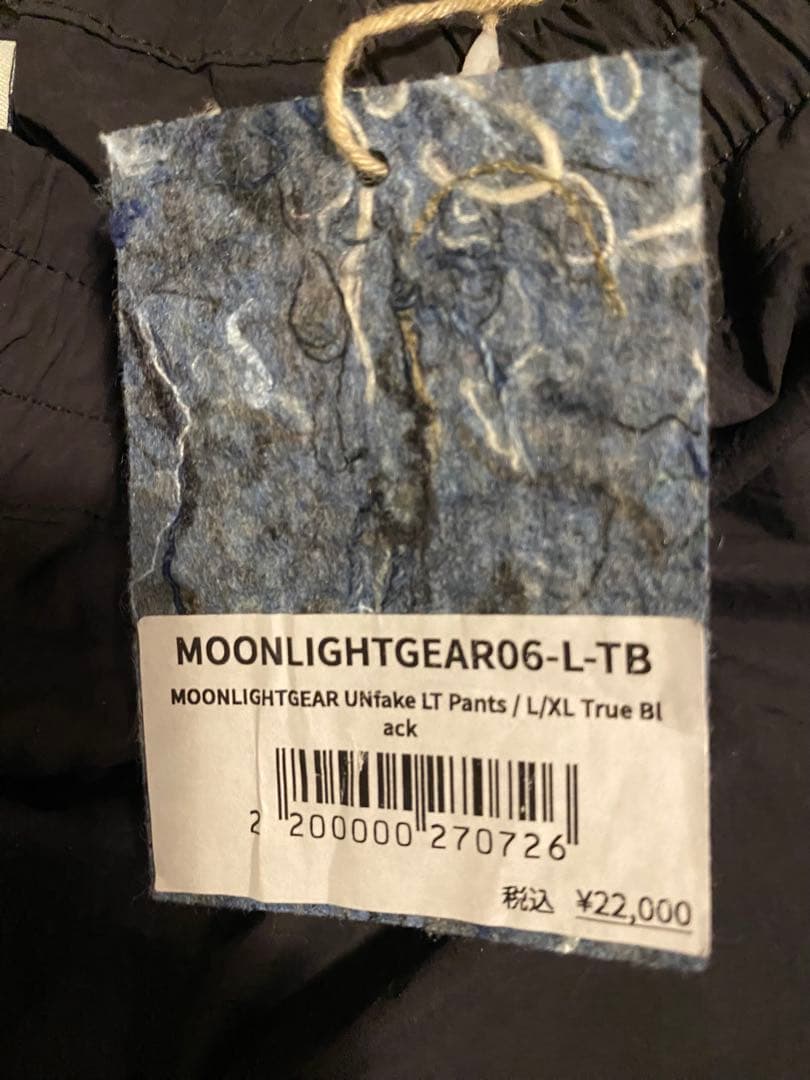 MOONLIGHTGEAR06-L-TB
MOONLIGHTGEAR UNfake LT Pants / L/XL True Bl
ack
2 200000 270726
税込 ¥22,000